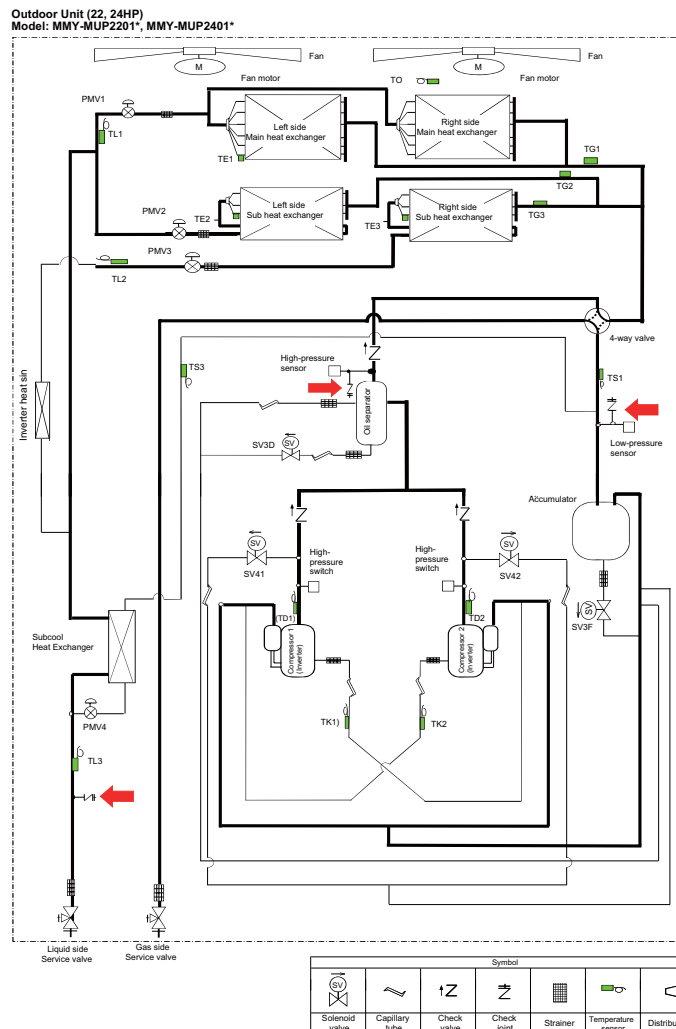 Outdoor Unit (22, 24HP)
Model: MMY-MUP2201*, MMY-MUP2401*
M
Fan
M
Fan
Fan motor
TO
Fan motor
PMV1
TL1
Left side
Main heat exchanger
Right side
Main heat exchanger
TE1
TG1
TG2
PMV2
TE2
Left side
Sub heat exchanger
TE3
Right side
Sub heat exchanger
TG3
PMV3
TL2
4-way valve
High-pressure
sensor
TS3
TS1
Inverter heat sin
Oil separator
Low-pressure
sensor
SV3D
SV
Accumulator
SV
SV41
High-
pressure
switch
High-
pressure
switch
SV
SV42
SV
SV3F
(TD1)
TD2
Compressor 1
(Inverter)
Compressor 2
(Inverter)
Subcool
Heat Exchanger
TK1)
TK2
PMV4
TL3
Liquid side
Service valve
Gas side
Service valve
Symbol
SV
Solenoid
valve
Capillary
tube
Check
valve
Check
joint
Strainer
Temperature
sensor
Distribu